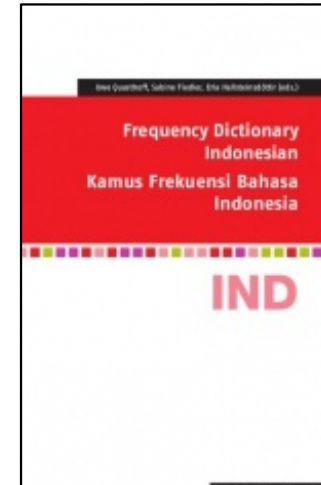 Uwe Quasthoff, Sabine Fiedler, Erla Hallsteinsdóttir (eds.)
Frequency Dictionary
Indonesian
Kamus Frekuensi Bahasa
Indonesia
IND